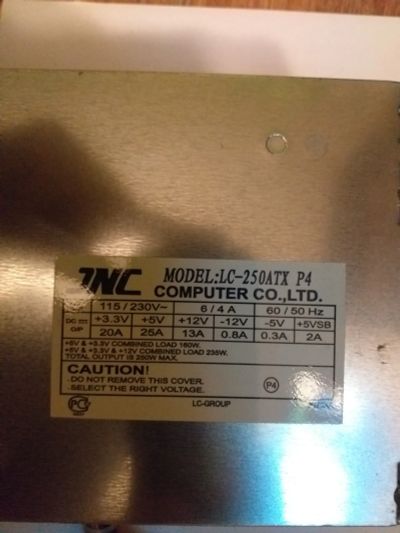 JNC MODEL:LC-250ATX P4
COMPUTER CO.,LTD.
115 / 230V~ 6 / 4 A 60 / 50 Hz
DC O/P +3.3V +5V +12V -12V -5V +5VSB
20A 25A 13A 0.8A 0.3A 2A
+5V & +3.3V COMBINED LOAD 160W.
+5V & +3.3V & +12V COMBINED LOAD 235W.
TOTAL OUTPUT IS 250W MAX.
CAUTION!
.DO NOT REMOVE THIS COVER.
.SELECT THE RIGHT VOLTAGE.
P4
LC-GROUP